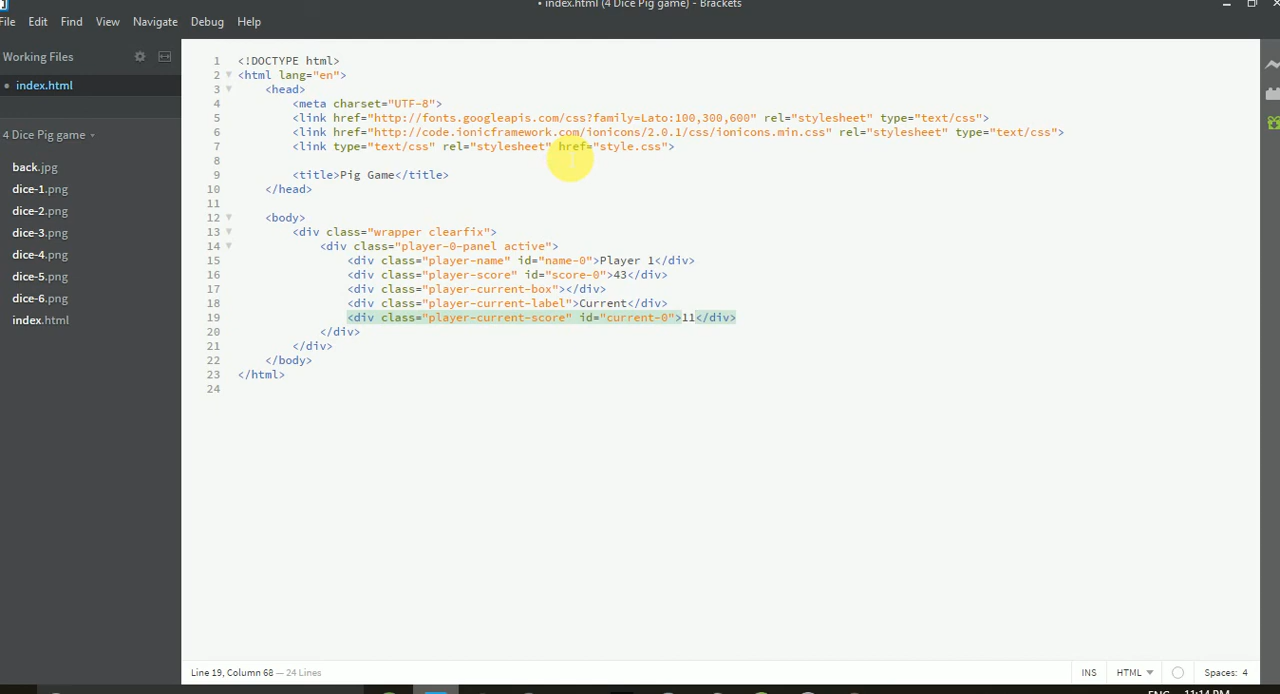 • index.html (4 Dice Pig game) - Brackets
File Edit Find View Navigate Debug Help
Working Files
• index.html
4 Dice Pig game
back.jpg
dice-1.png
dice-2.png
dice-3.png
dice-4.png
dice-5.png
dice-6.png
index.html
1 <!DOCTYPE html>
2 <html lang="en">
3 <head>
4 <meta charset="UTF-8">
5 <link href="http://fonts.googleapis.com/css?family=Lato:100,300,600" rel="stylesheet" type="text/css">
6 <link href="http://code.ionicframework.com/ionicons/2.0.1/css/ionicons.min.css" rel="stylesheet" type="text/css">
7 <link type="text/css" rel="stylesheet" href="style.css">
8
9 <title>Pig Game</title>
10 </head>
11
12 <body>
13 <div class="wrapper clearfix">
14 <div class="player-0-panel active">
15 <div class="player-name" id="name-0">Player 1</div>
16 <div class="player-score" id="score-0">43</div>
17 <div class="player-current-box"></div>
18 <div class="player-current-label">Current</div>
19 <div class="player-current-score" id="current-0">11</div>
20 </div>
21 </div>
22 </body>
23 </html>
24
Line 19, Column 68 — 24 Lines
INS HTML Spaces: 4
ENG 11:14 PM